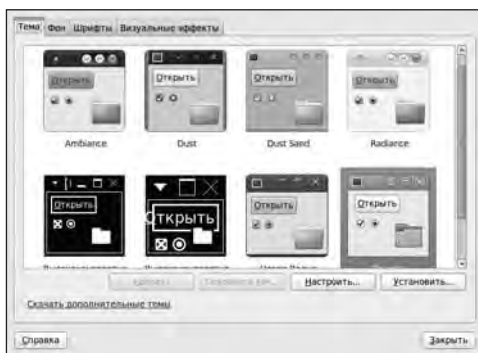 Тема Фон Шрифты Визуальные эффекты
Открыть Открыть Открыть Открыть
Ambiance Dust Dust Sand Radiance
Открыть Открыть Открыть Открыть
Настроить... Установить...
Скачать дополнительные темы
Справка Закрыть